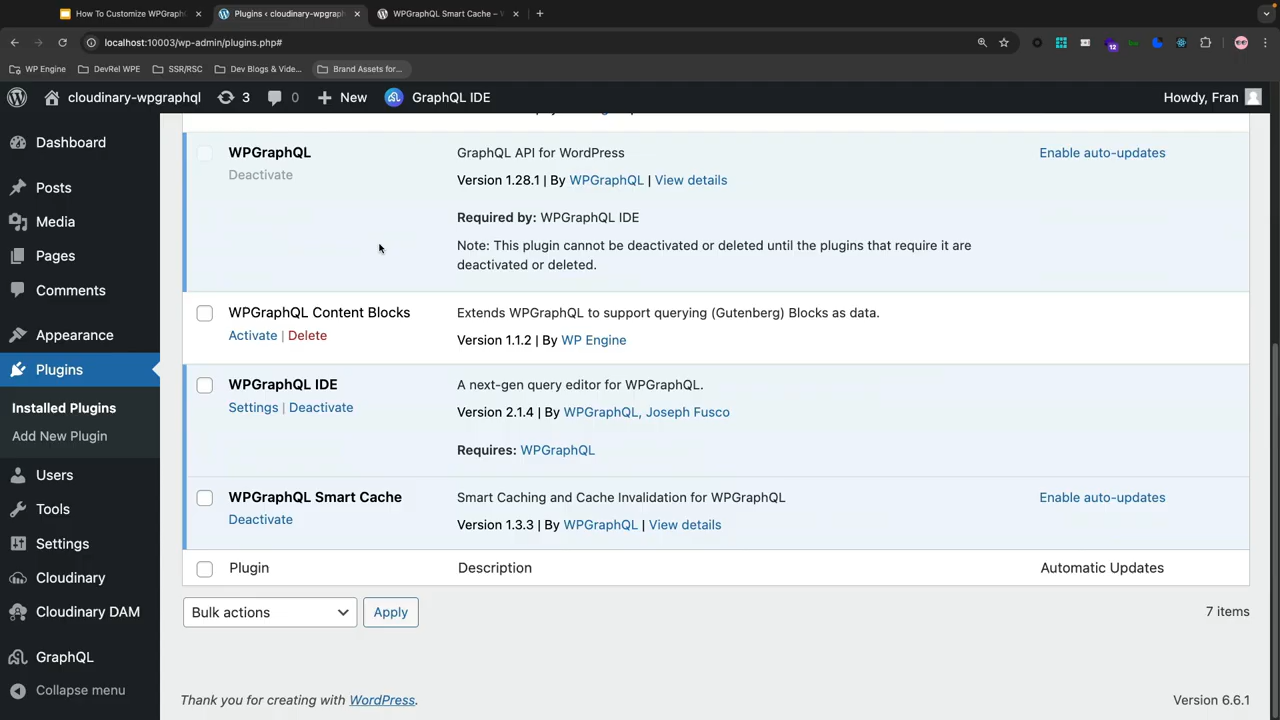 How To Customize WPGraphQ
Plugins ‹ cloudinary-wpgraph
WPGraphQL Smart Cache –
localhost:10003/wp-admin/plugins.php#
12
WP Engine
DevRel WPE
SSR/RSC
Dev Blogs & Vide...
Brand Assets for...
cloudinary-wpgraphql
3
0
New
GraphQL IDE
Howdy, Fran
Dashboard
Posts
Media
Pages
Comments
Appearance
Plugins
Installed Plugins
Add New Plugin
Users
Tools
Settings
Cloudinary
Cloudinary DAM
GraphQL
Collapse menu
WPGraphQL
Deactivate
GraphQL API for WordPress
Version 1.28.1 | By WPGraphQL | View details
Required by: WPGraphQL IDE
Note: This plugin cannot be deactivated or deleted until the plugins that require it are
deactivated or deleted.
Enable auto-updates
WPGraphQL Content Blocks
Activate | Delete
Extends WPGraphQL to support querying (Gutenberg) Blocks as data.
Version 1.1.2 | By WP Engine
WPGraphQL IDE
Settings | Deactivate
A next-gen query editor for WPGraphQL.
Version 2.1.4 | By WPGraphQL, Joseph Fusco
Requires: WPGraphQL
WPGraphQL Smart Cache
Deactivate
Smart Caching and Cache Invalidation for WPGraphQL
Version 1.3.3 | By WPGraphQL | View details
Enable auto-updates
Plugin
Description
Automatic Updates
Bulk actions
Apply
7 items
Thank you for creating with WordPress.
Version 6.6.1